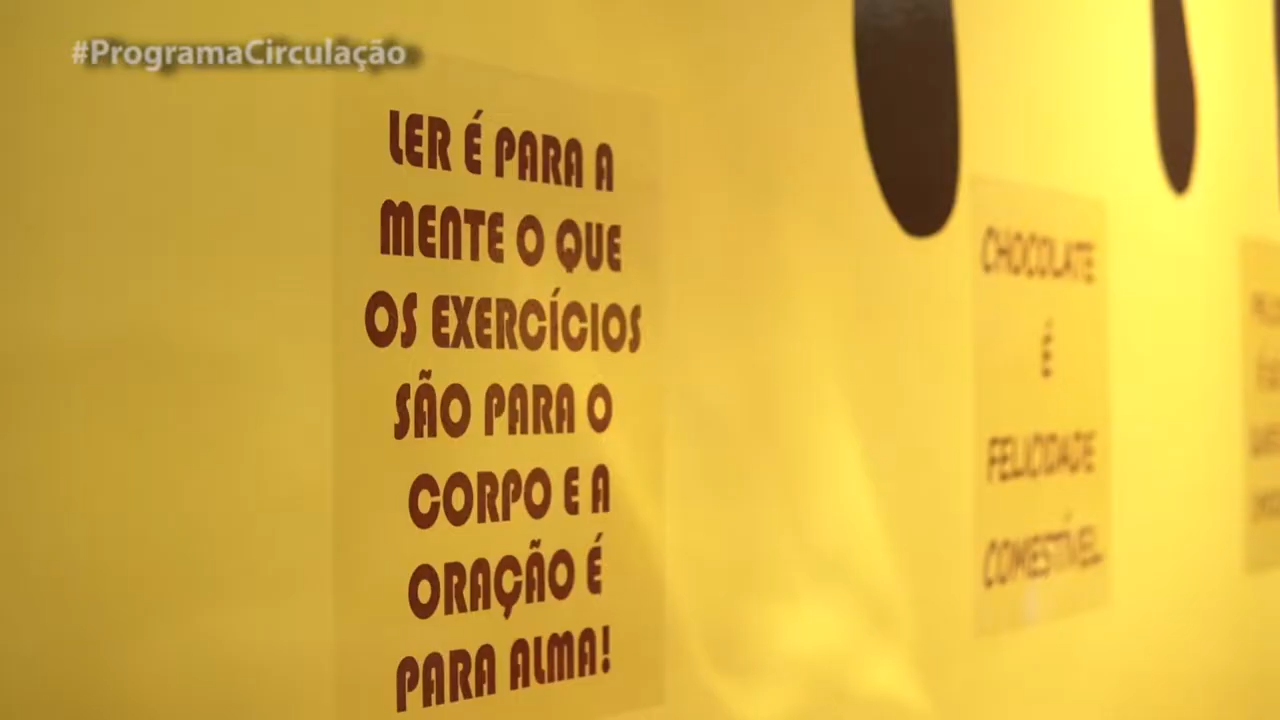 #ProgramaCirculação
LER É PARA A
MENTE O QUE
OS EXERCÍCIOS
SÃO PARA O
CORPO E A
ORAÇÃO É
PARA ALMA!
CHOCOLATE
É
FELICIDADE
COMESTÍVEL